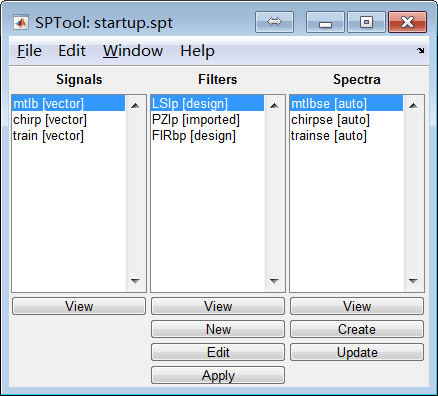 SPTool: startup.spt
File Edit Window Help
Signals Filters Spectra
mtlb [vector] LSlp [design] mtlbse [auto]
chirp [vector] PZlp [imported] chirpse [auto]
train [vector] FIRbp [design] trainse [auto]
View View View
New Create
Edit Update
Apply